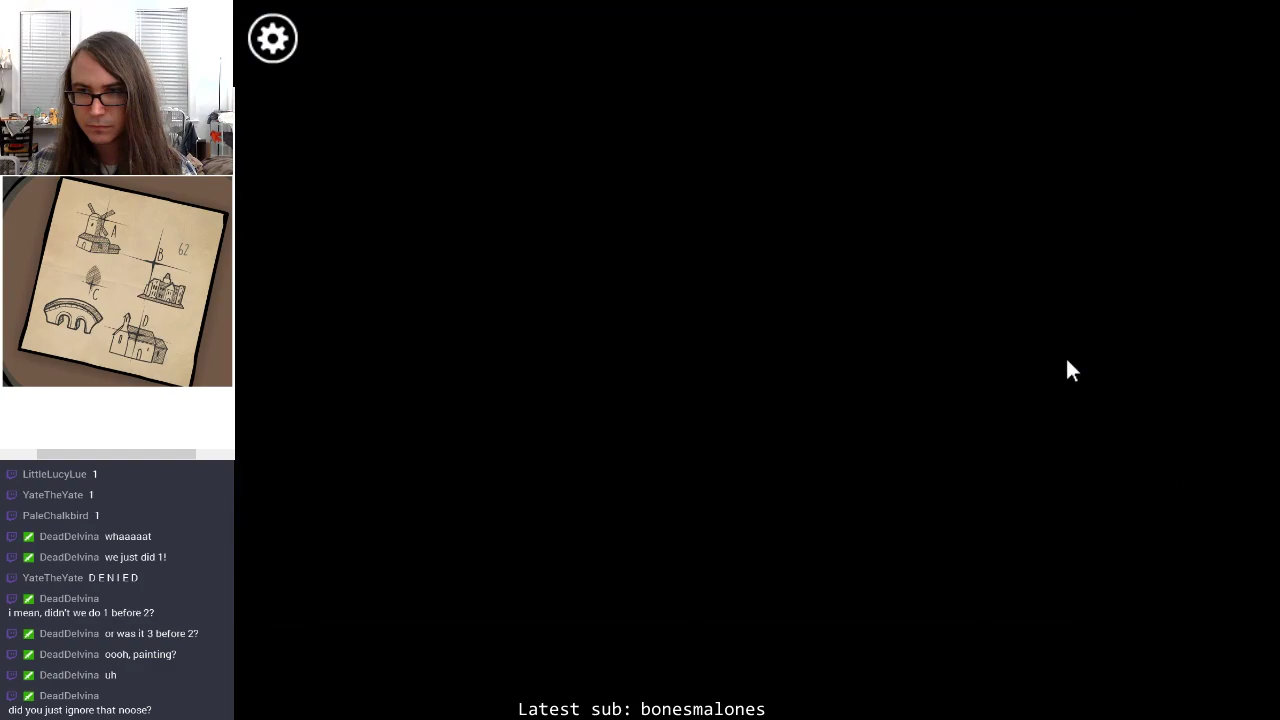 A
B
62
C
D
LittleLucyLue 1
YateTheYate 1
PaleChalkbird 1
DeadDelvina whaaaaat
DeadDelvina we just did 1!
YateTheYate D E N I E D
DeadDelvina
i mean, didn't we do 1 before 2?
DeadDelvina or was it 3 before 2?
DeadDelvina oooh, painting?
DeadDelvina uh
DeadDelvina
did you just ignore that noose?
Latest sub: bonesmalones